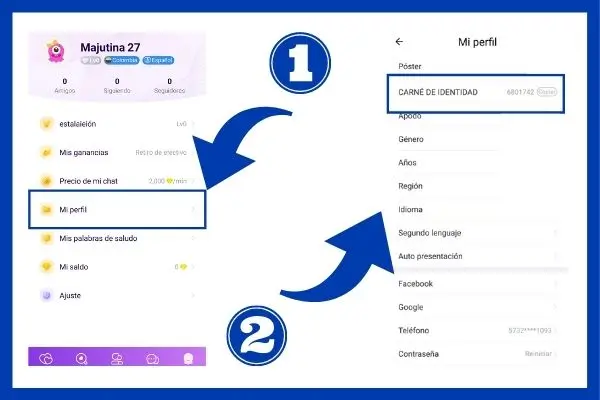 Majutina 27
Lv0 Colombia Español
0 0 0
Amigos Siguiendo Seguidores
estalaieión Lv0
Mis ganancias Retiro de efectivo
Precio de mi chat 2,000 /min
Mi perfil
Mis palabras de saludo
Mi saldo 0
Ajuste
1
2
Mi perfil
Póster
CARNÉ DE IDENTIDAD 6801742 Copiar
Apodo
Género
Años
Región
Idioma
Segundo lenguaje
Auto presentación
Facebook
Google
Teléfono 5732****1093
Contraseña Reiniciar